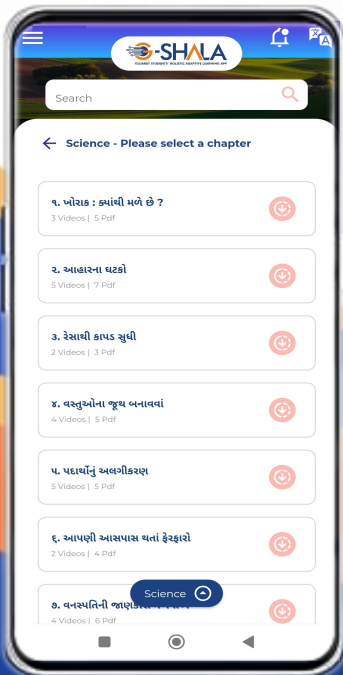 G-SHALA
GUJARAT STUDENTS' HOLISTIC ADAPTIVE LEARNING APP
Search
Science - Please select a chapter
૧. ખોરાક : ક્યાંથી મળે છે ?
3 Videos | 5 Pdf
૨. આહારના ઘટકો
5 Videos | 7 Pdf
૩. રેસાથી કાપડ સુધી
2 Videos | 3 Pdf
૪. વસ્તુઓના જૂથ બનાવવાં
4 Videos | 5 Pdf
૫. પદાર્થોનું અલગીકરણ
5 Videos | 5 Pdf
૬. આપણી આસપાસ થતાં ફેરફારો
2 Videos | 4 Pdf
૭. વનસ્પતિની
Science
4 Videos | 6 Pdf